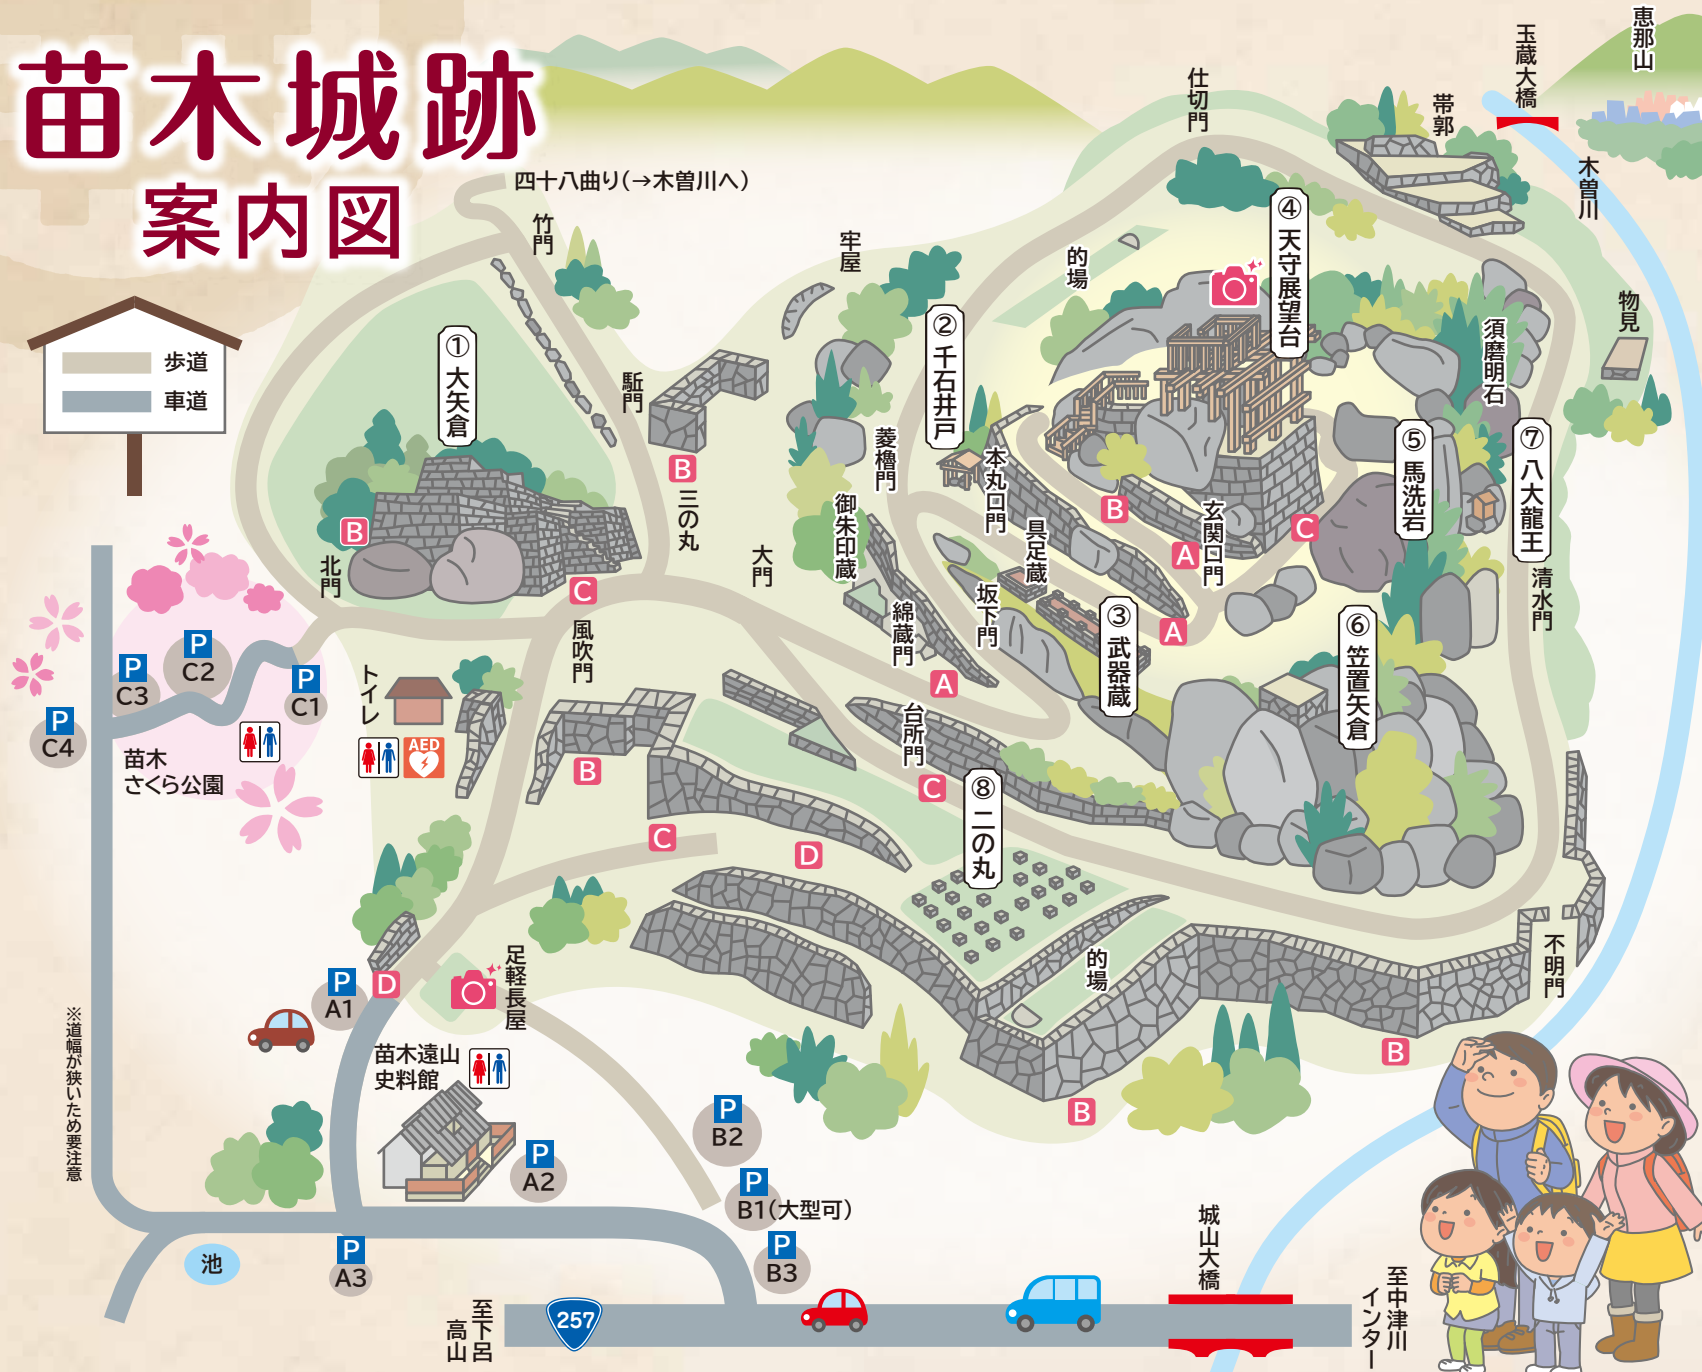 苗木城跡
案内図
歩道
車道
四十八曲り(→木曽川へ)
竹門
牢屋
仕切門
帯郭
玉蔵大橋
恵那山
木曽川
物見
的場
④ 天守展望台
② 千石井戸
① 大矢倉
駈門
B
三の丸
菱櫓門
本丸口門
須磨明石
⑤ 馬洗岩
⑦ 八大龍王
清水門
B
北門
C
風吹門
大門
御朱印蔵
綿蔵門
具足蔵
坂下門
B
A
玄関口門
C
A
③ 武器蔵
⑥ 笠置矢倉
A
台所門
C
⑧ 二の丸
トイレ
AED
B
C
D
P
C1
P
C2
P
C3
P
C4
苗木
さくら公園
P
A1
D
足軽長屋
苗木遠山
史料館
P
A2
P
A3
池
※道幅が狭いため要注意
P
B2
P
B1(大型可)
P
B3
的場
不明門
B
B
城山大橋
至下呂
高山
257
至中津川
インター